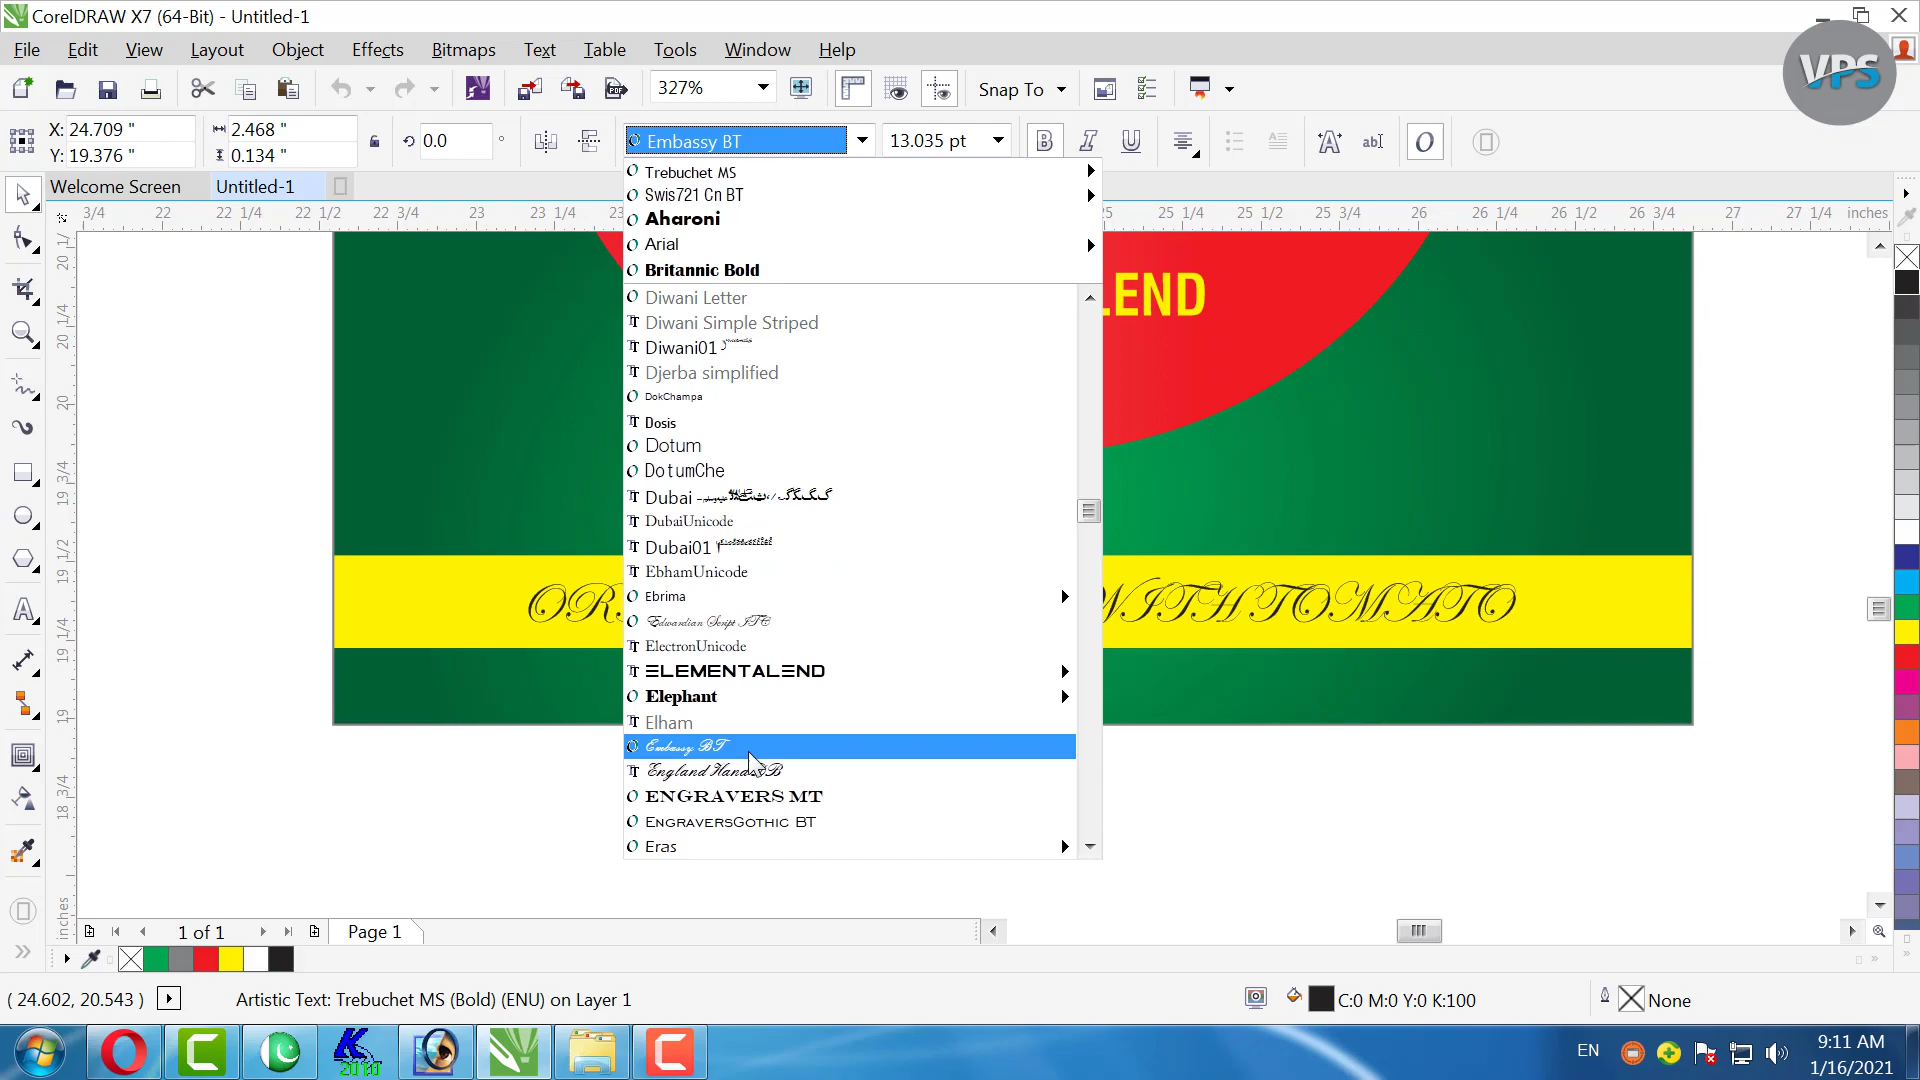 CorelDRAW X7 (64-Bit) - Untitled-1
File Edit View Layout Object Effects Bitmaps Text Table Tools Window Help
VPS
327% Snap To
X: 24.709 " 2.468 " 0.0 Embassy BT 13.035 pt
Y: 19.376 " 0.134 "
Welcome Screen Untitled-1
3/4 22 22 1/4 22 1/2 22 3/4 23 23 1/4 23 25 25 1/4 25 1/2 25 3/4 26 26 1/4 26 1/2 26 3/4 27 27 1/4 inches
Trebuchet MS
Swis721 Cn BT
Aharoni
Arial
Britannic Bold
Diwani Letter
LEND
Diwani Simple Striped
Diwani01
Djerba simplified
DokChampa
Dosis
Dotum
DotumChe
Dubai
DubaiUnicode
Dubai01
EbhamUnicode
Ebrima
WITH TOMATO
Edwardian Script ITC
ElectronUnicode
ELEMENTALEND
Elephant
Elham
Embassy BT
England Hand B
ENGRAVERS MT
ENGRAVERSGOTHIC BT
Eras
inches
1 of 1 Page 1
( 24.602, 20.543 ) Artistic Text: Trebuchet MS (Bold) (ENU) on Layer 1 C:0 M:0 Y:0 K:100 None
K 2010
EN 9:11 AM
1/16/2021